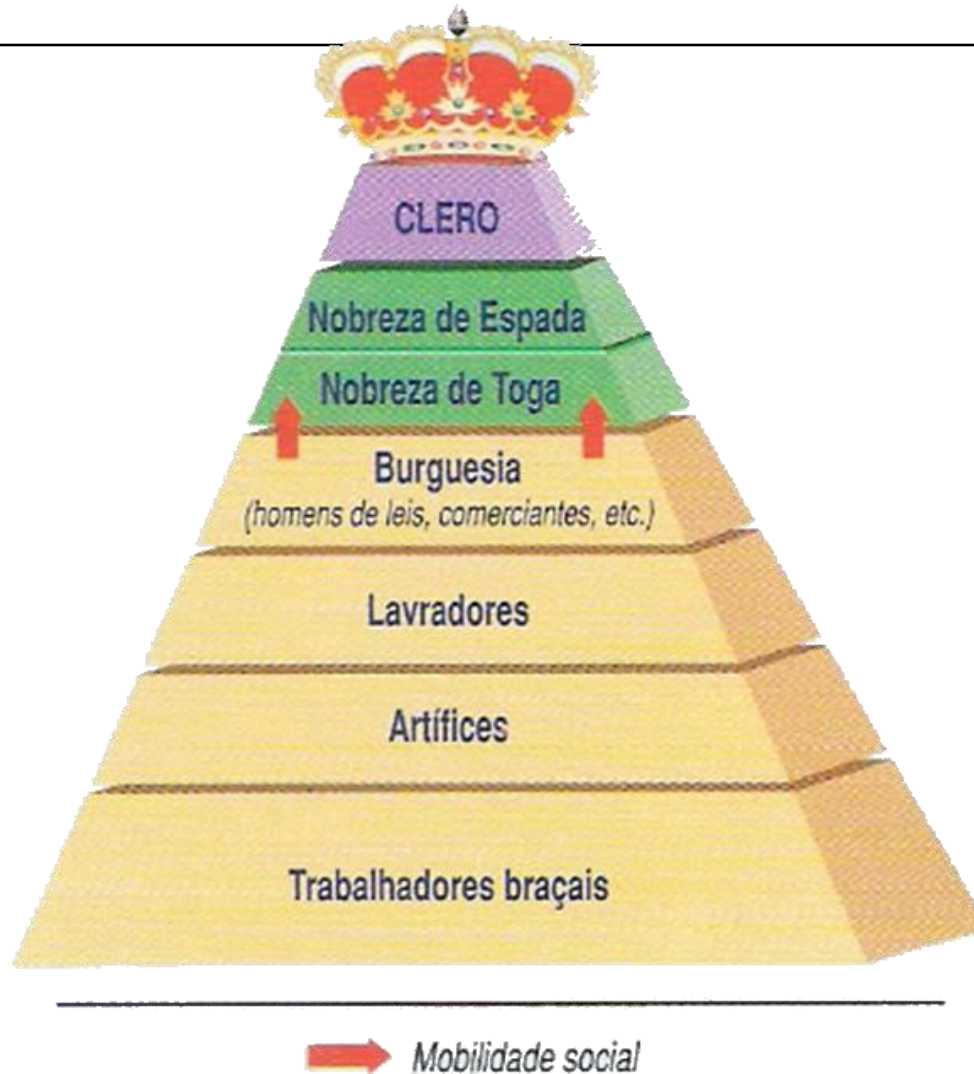 CLERO
Nobreza de Espada
Nobreza de Toga
Burguesia
(homens de leis, comerciantes, etc.)
Lavradores
Artífices
Trabalhadores braçais
Mobilidade social